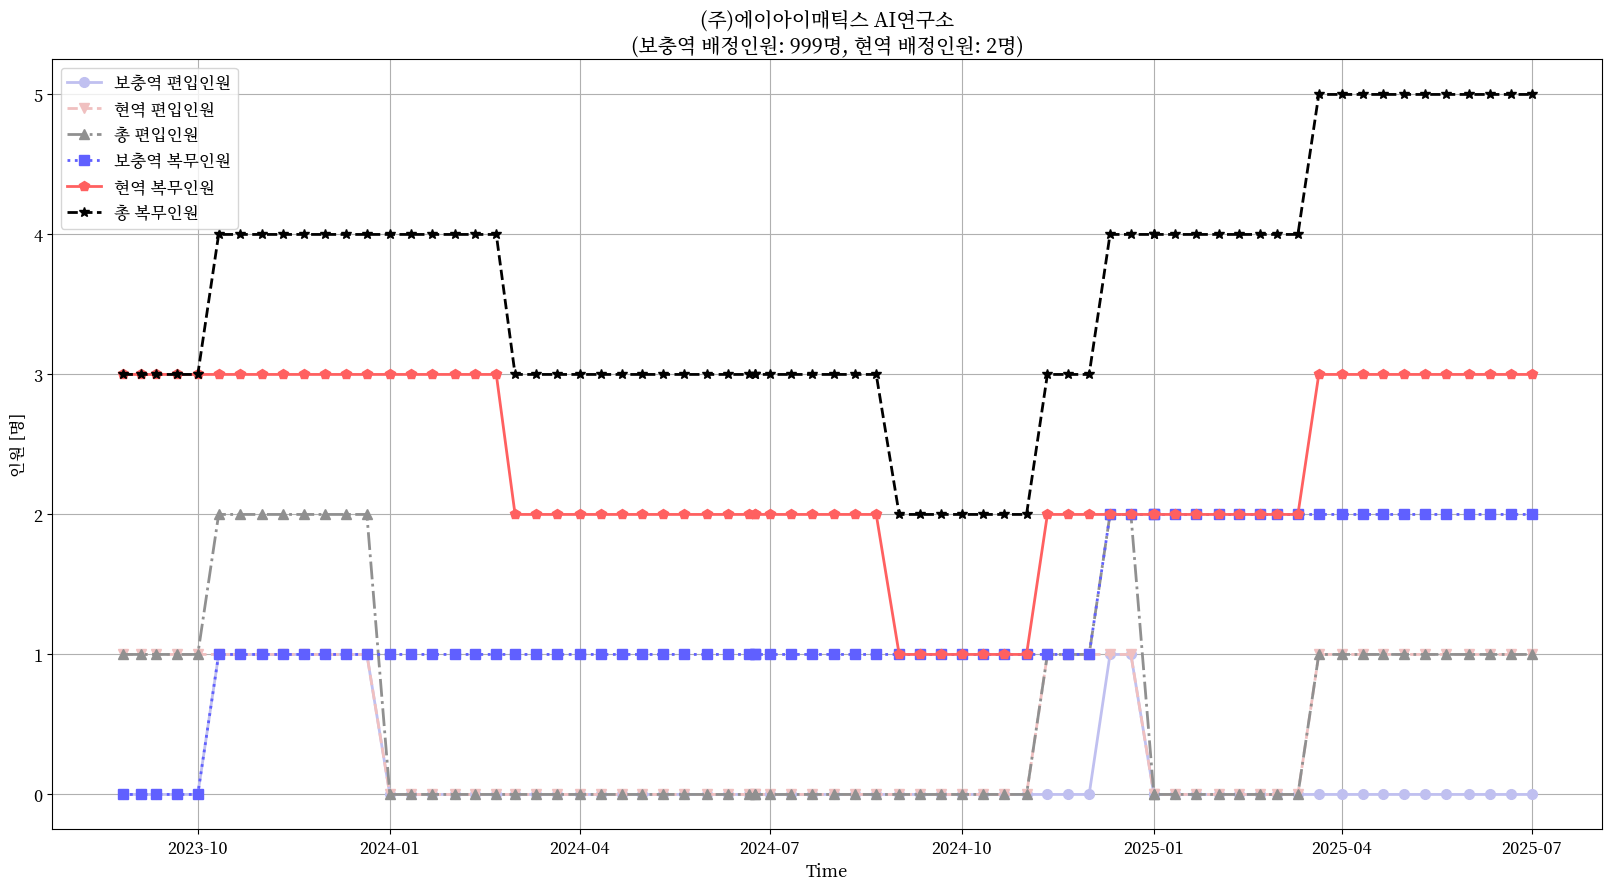 (주)에이아이매틱스 AI연구소
(보충역 배정인원: 999명, 현역 배정인원: 2명)
보충역 편입인원
현역 편입인원
총 편입인원
보충역 복무인원
현역 복무인원
총 복무인원
5
4
3
2
1
0
인원 [명]
2023-10
2024-01
2024-04
2024-07
2024-10
2025-01
2025-04
2025-07
Time